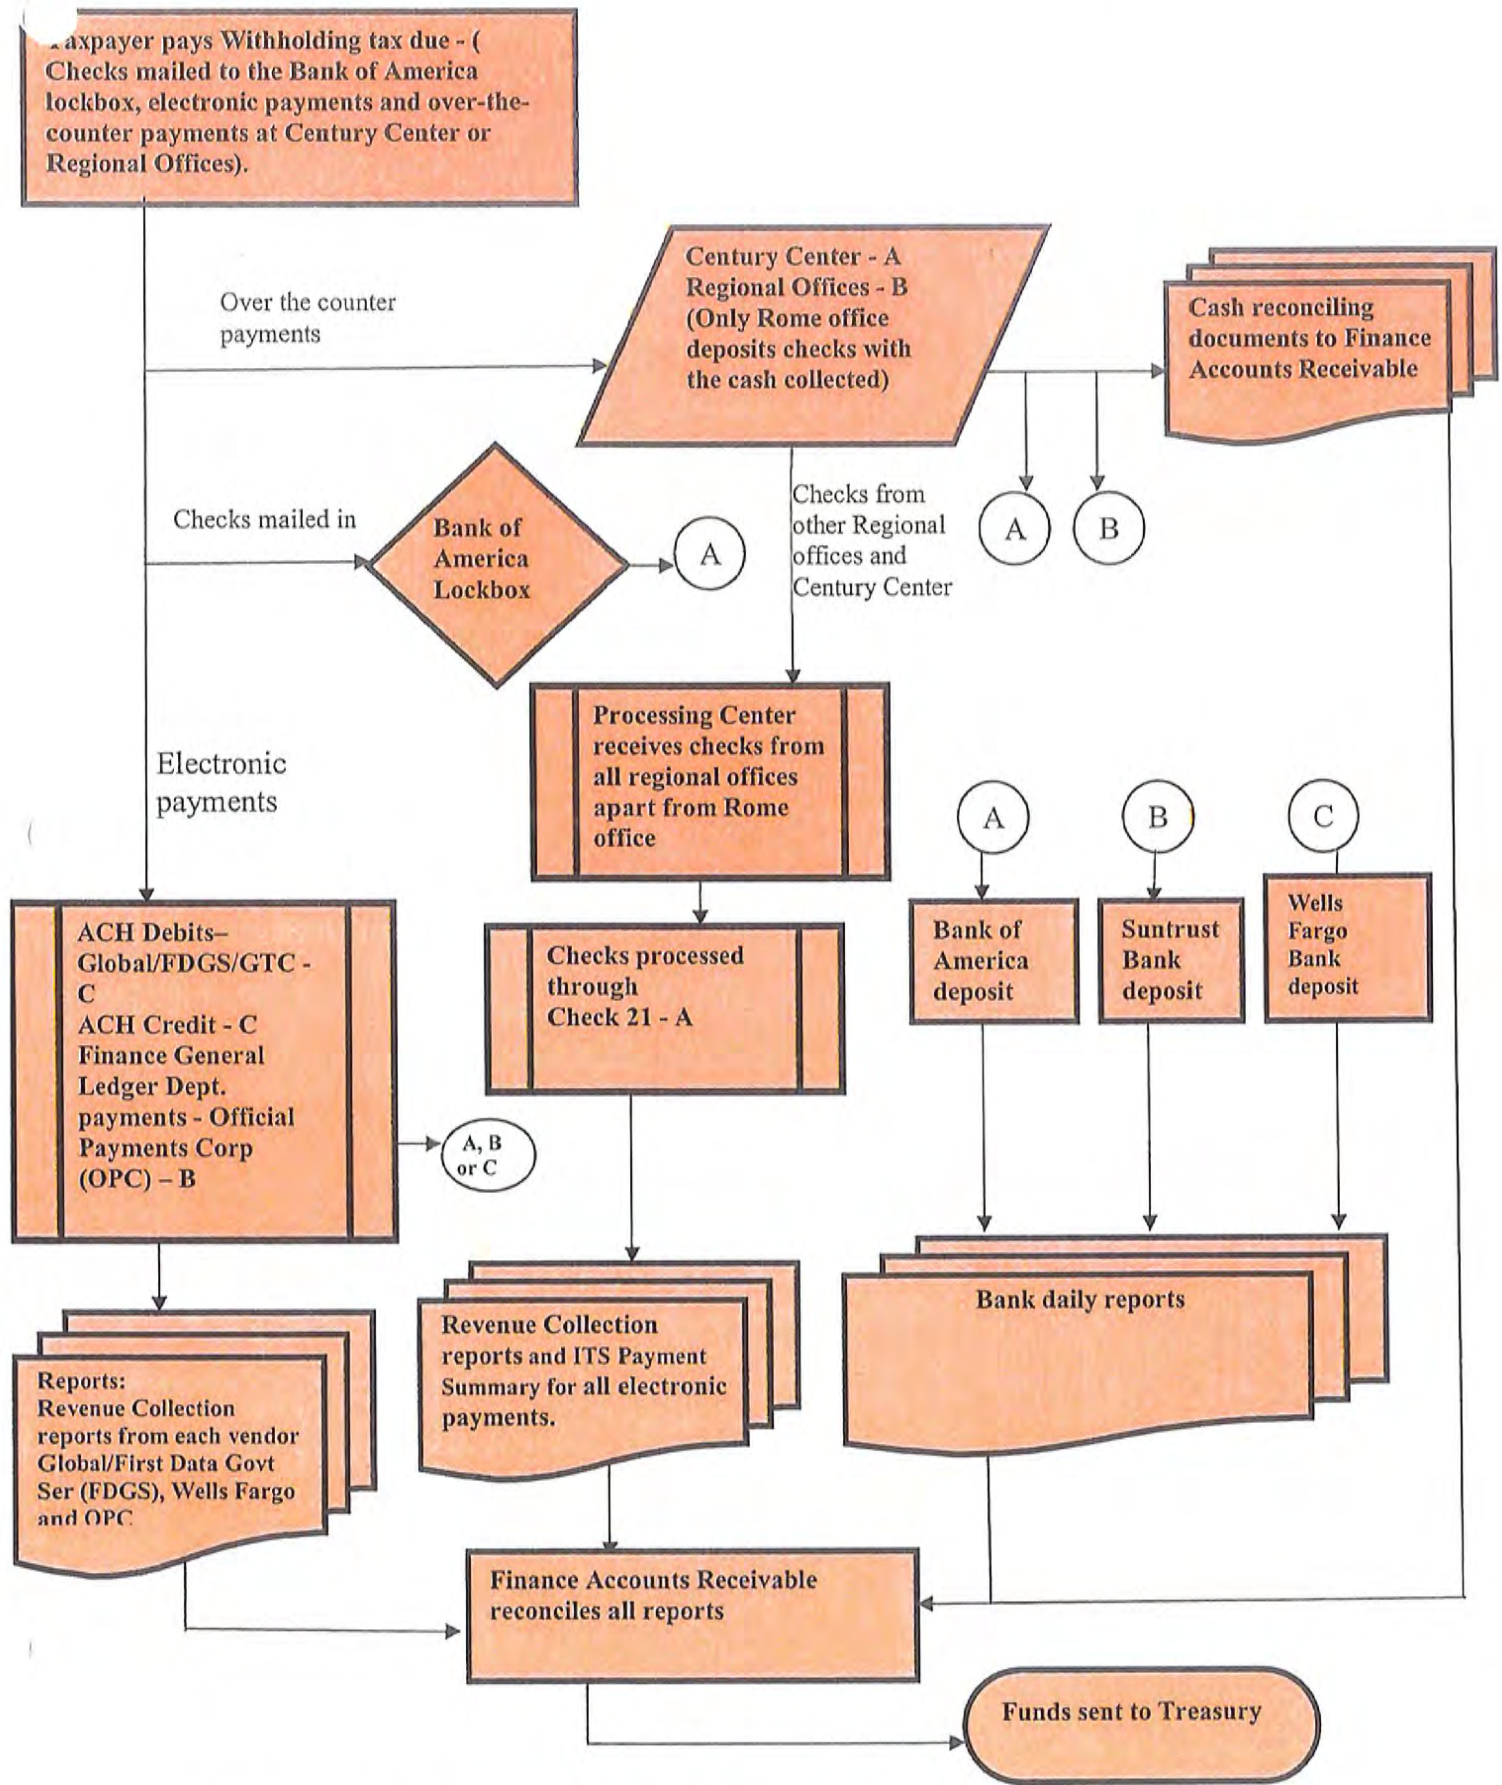 Taxpayer pays Withholding tax due - (
Checks mailed to the Bank of America
lockbox, electronic payments and over-the-
counter payments at Century Center or
Regional Offices).
Over the counter
payments
Century Center - A
Regional Offices - B
(Only Rome office
deposits checks with
the cash collected)
Cash reconciling
documents to Finance
Accounts Receivable
Checks mailed in
Bank of
America
Lockbox
A
Checks from
other Regional
offices and
Century Center
A
B
Electronic
payments
Processing Center
receives checks from
all regional offices
apart from Rome
office
A
B
C
ACH Debits–
Global/FDGS/GTC -
C
ACH Credit - C
Finance General
Ledger Dept.
payments - Official
Payments Corp
(OPC) – B
Checks processed
through
Check 21 - A
Bank of
America
deposit
Suntrust
Bank
deposit
Wells
Fargo
Bank
deposit
A, B
or C
Reports:
Revenue Collection
reports from each vendor
Global/First Data Govt
Ser (FDGS), Wells Fargo
and OPC
Revenue Collection
reports and ITS Payment
Summary for all electronic
payments.
Bank daily reports
Finance Accounts Receivable
reconciles all reports
Funds sent to Treasury